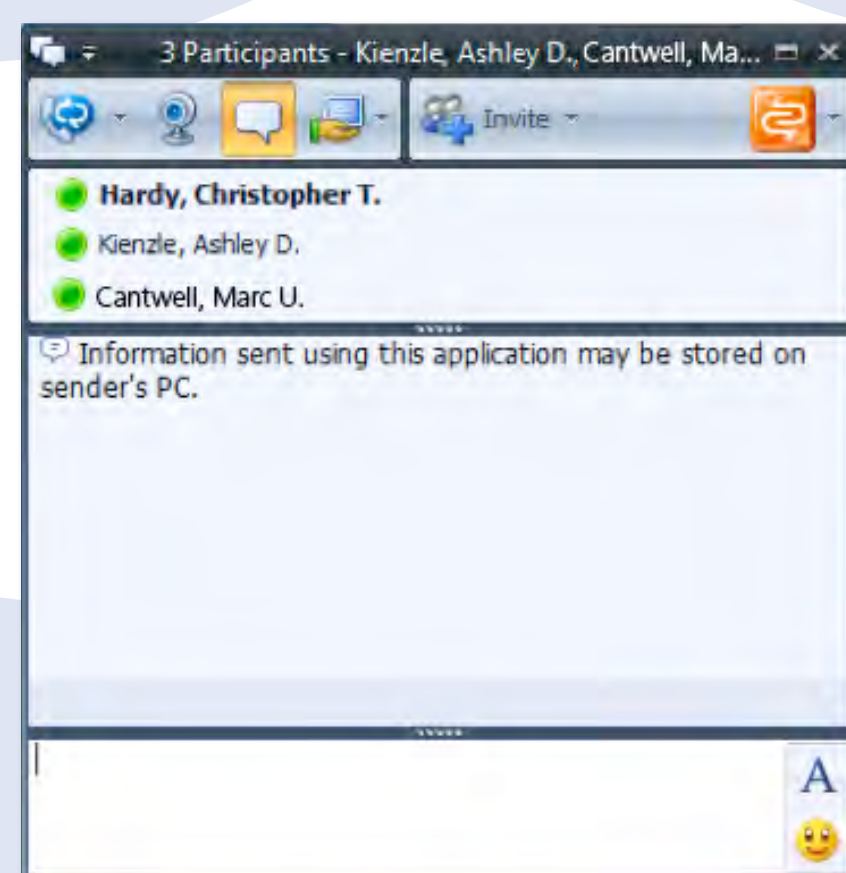 3 Participants - Kienzle, Ashley D., Cantwell, Ma...
Invite
Hardy, Christopher T.
Kienzle, Ashley D.
Cantwell, Marc U.
Information sent using this application may be stored on
sender's PC.
A